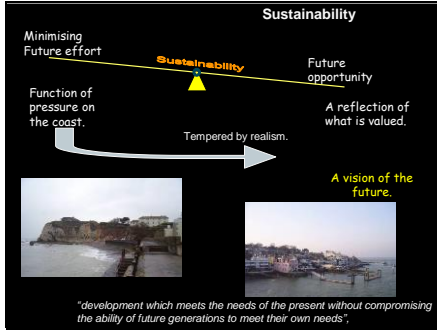 Sustainability
Minimising
Future effort
Sustainability
Future
opportunity
Function of
pressure on
the coast.
A reflection of
what is valued.
Tempered by realism.
A vision of the
future.
"development which meets the needs of the present without compromising
the ability of future generations to meet their own needs",